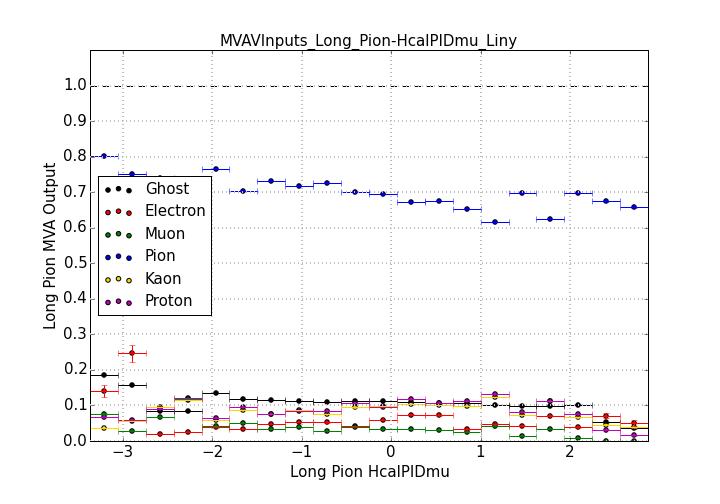 MVAVInputs_Long_Pion-HcalPIDmu_Liny
Long Pion MVA Output
1.0
0.9
0.8
0.7
0.6
0.5
0.4
0.3
0.2
0.1
0.0
Ghost
Electron
Muon
Pion
Kaon
Proton
−3
−2
−1
0
1
2
Long Pion HcalPIDmu